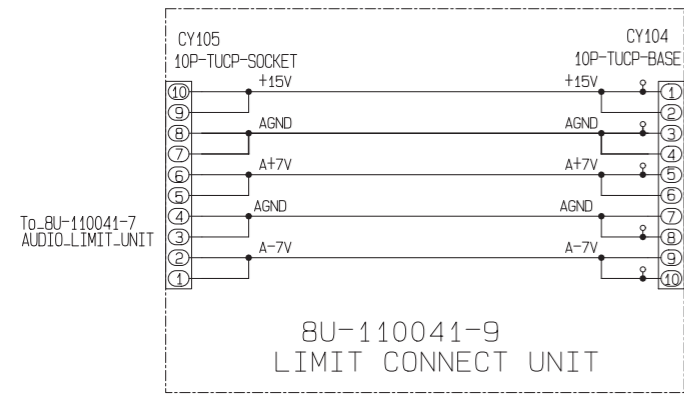 CY105
10P-TUCP-SOCKET
CY104
10P-TUCP-BASE
10 +15V +15V 1
9 2
8 AGND AGND 3
7 4
6 A+7V A+7V 5
5 6
4 AGND AGND 7
3 8
2 A-7V A-7V 9
1 10
To_8U-110041-7
AUDIO_LIMIT_UNIT
8U-110041-9
LIMIT CONNECT UNIT